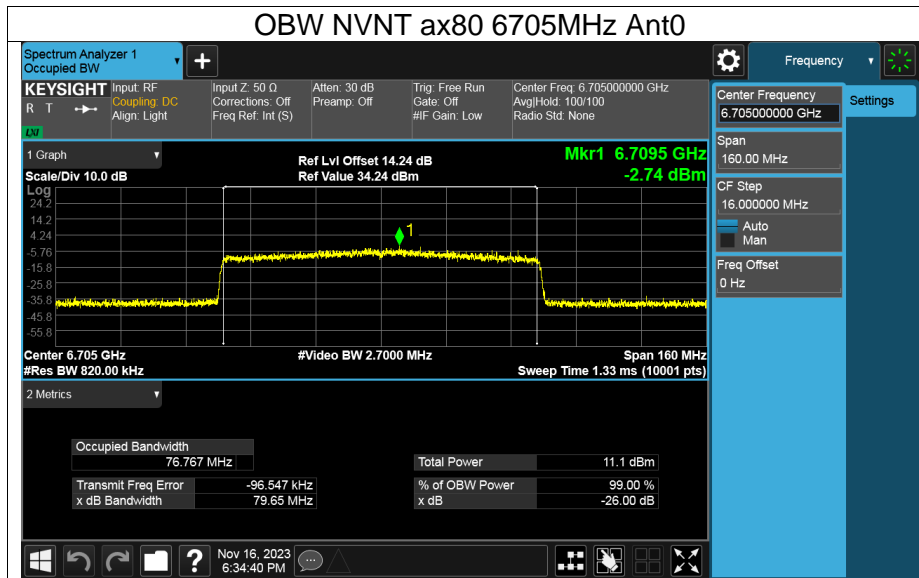 OBW NVNT ax80 6705MHz Ant0
Spectrum Analyzer 1
Occupied BW
Frequency
KEYSIGHT
R T
LXI
Input: RF
Coupling: DC
Align: Light
Input Z: 50 Ω
Corrections: Off
Freq Ref: Int (S)
Atten: 30 dB
Preamp: Off
Trig: Free Run
Gate: Off
#IF Gain: Low
Center Freq: 6.705000000 GHz
Avg|Hold: 100/100
Radio Std: None
Center Frequency
6.705000000 GHz
Settings
Span
160.00 MHz
CF Step
16.000000 MHz
Auto
Man
Freq Offset
0 Hz
1 Graph
Scale/Div 10.0 dB
Ref Lvl Offset 14.24 dB
Ref Value 34.24 dBm
Mkr1 6.7095 GHz
-2.74 dBm
Log
24.2
14.2
4.24
-5.76
-15.8
-25.8
-35.8
-45.8
-55.8
1
Center 6.705 GHz
#Res BW 820.00 kHz
#Video BW 2.7000 MHz
Span 160 MHz
Sweep Time 1.33 ms (10001 pts)
2 Metrics
Occupied Bandwidth
76.767 MHz
Transmit Freq Error -96.547 kHz
x dB Bandwidth 79.65 MHz
Total Power 11.1 dBm
% of OBW Power 99.00 %
x dB -26.00 dB
?
Nov 16, 2023
6:34:40 PM